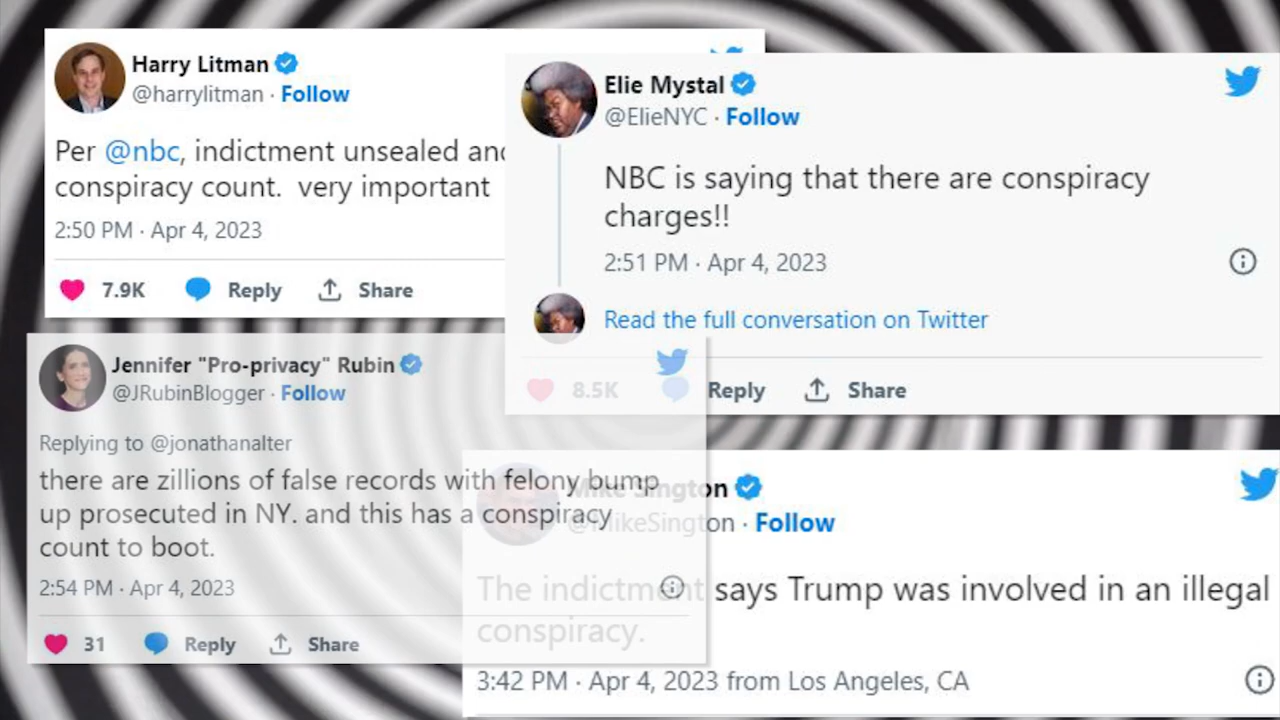 Harry Litman
@harrylitman · Follow
Per @nbc, indictment unsealed and
conspiracy count.  very important
2:50 PM · Apr 4, 2023
7.9K Reply Share
Elie Mystal
@ElieNYC · Follow
NBC is saying that there are conspiracy
charges!!
2:51 PM · Apr 4, 2023
Read the full conversation on Twitter
8.5K Reply Share
Jennifer "Pro-privacy" Rubin
@JRubinBlogger · Follow
Replying to @jonathanalter
there are zillions of false records with felony bump
up prosecuted in NY. and this has a conspiracy
count to boot.
2:54 PM · Apr 4, 2023
31 Reply Share
Mike Sington
@MikeSington · Follow
The indictment says Trump was involved in an illegal
conspiracy.
3:42 PM · Apr 4, 2023 from Los Angeles, CA